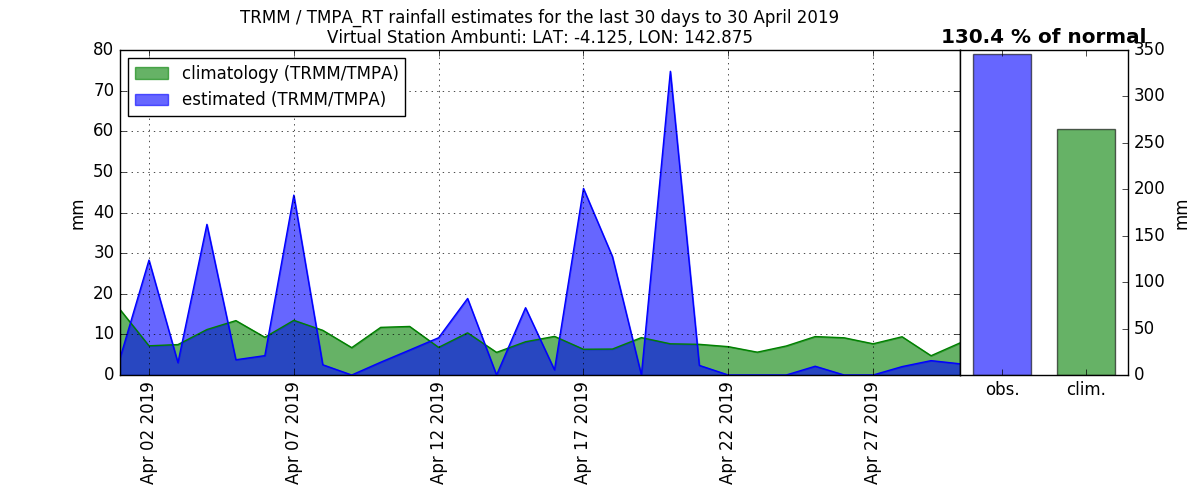 TRMM / TMPA_RT rainfall estimates for the last 30 days to 30 April 2019
Virtual Station Ambunti: LAT: -4.125, LON: 142.875
130.4 % of normal
climatology (TRMM/TMPA)
estimated (TRMM/TMPA)
mm
80
70
60
50
40
30
20
10
0
Apr 02 2019
Apr 07 2019
Apr 12 2019
Apr 17 2019
Apr 22 2019
Apr 27 2019
obs.
clim.
350
300
250
200
150
100
50
0
mm